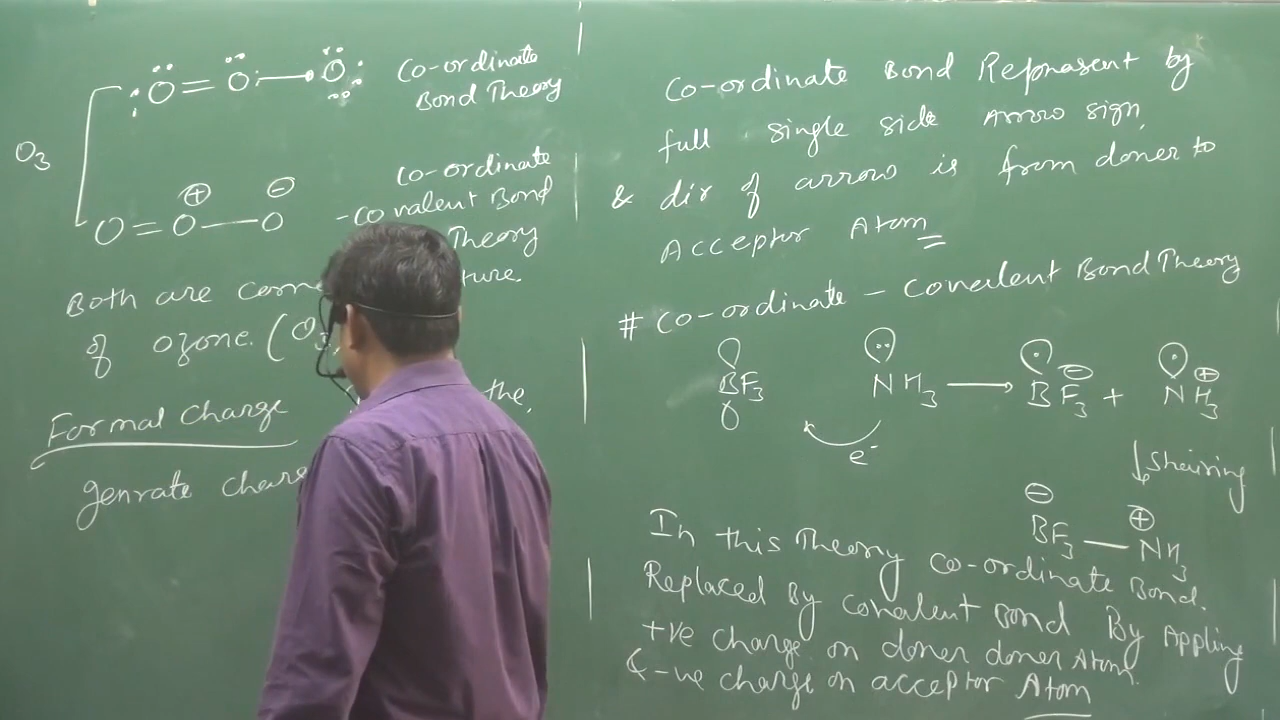 O3
:Ö = Ö: → Ö:
Co-ordinate
Bond Theory
⊕ ⊖
O = O — O
Co-ordinate
-Covalent Bond
Theory
Both are ture.
of ozone. (O3
Formal Charge the,
genrate
Co-ordinate Bond Reprasent by
full single side Arrow sign,
& dir of arrow is from doner to
Acceptor Atom
# Co-ordinate - Covalent Bond Theory
BF3 NH3 → BF3 ⊖ + NH3 ⊕
e-
↓ Shairing
⊖ ⊕
BF3 — NH3
In this Theory Co-ordinate Bond.
Replaced By Covalent Bond By Appling
+ve charge on doner doner Atom.
& -ve charge on acceptor Atom